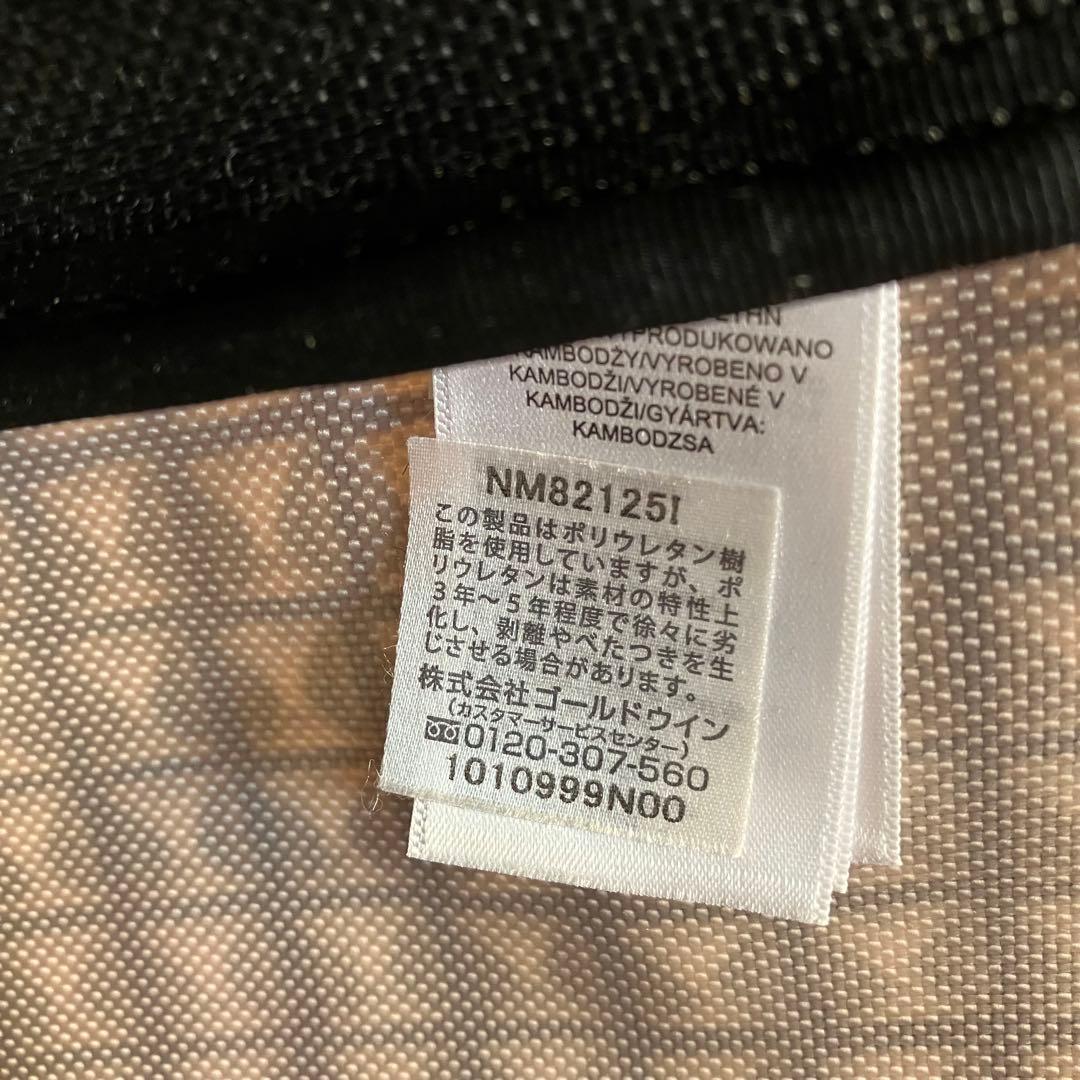 PRODUKOWANO
KAMBODŻY/VYROBENO V
KAMBODŽI/VYROBENÉ V
KAMBODŽI/GYÁRTVA:
KAMBODZSA
NM82125I
この製品はポリウレタン樹
脂を使用していますが、ポ
リウレタンは素材の特性上
3年～5年程度で徐々に劣
化し、剥離やべたつきを生
じさせる場合があります。
株式会社ゴールドウイン
(カスタマーサービスセンター)
0120-307-560
1010999N00